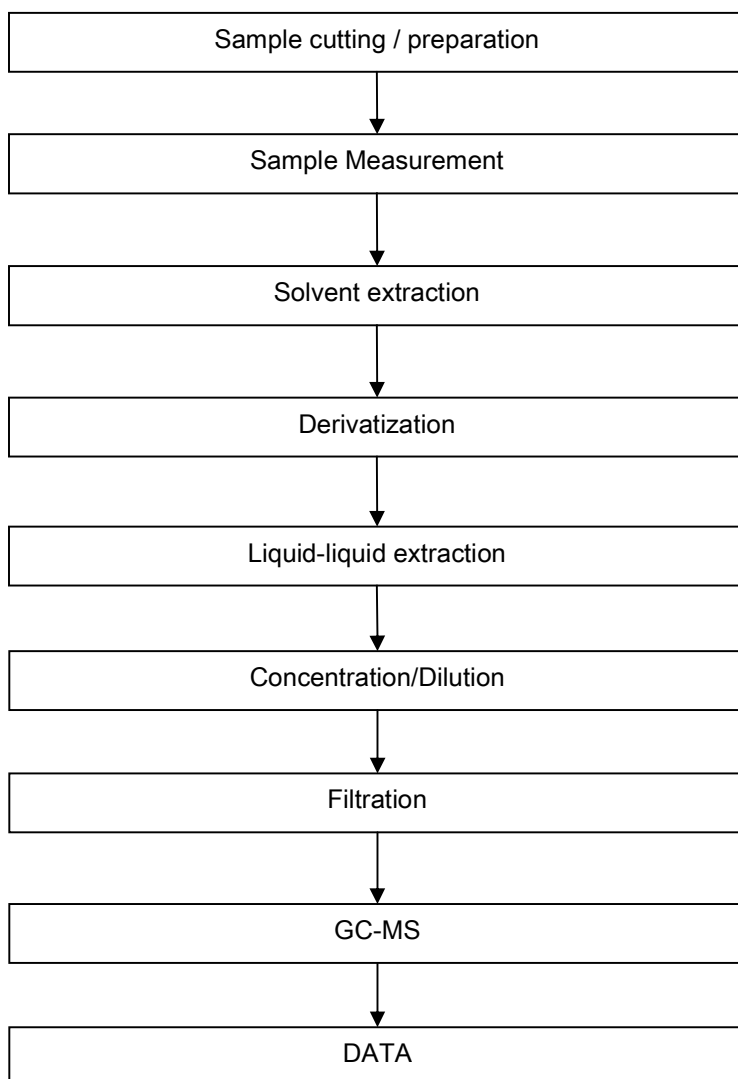 Sample cutting / preparation
Sample Measurement
Solvent extraction
Derivatization
Liquid-liquid extraction
Concentration/Dilution
Filtration
GC-MS
DATA